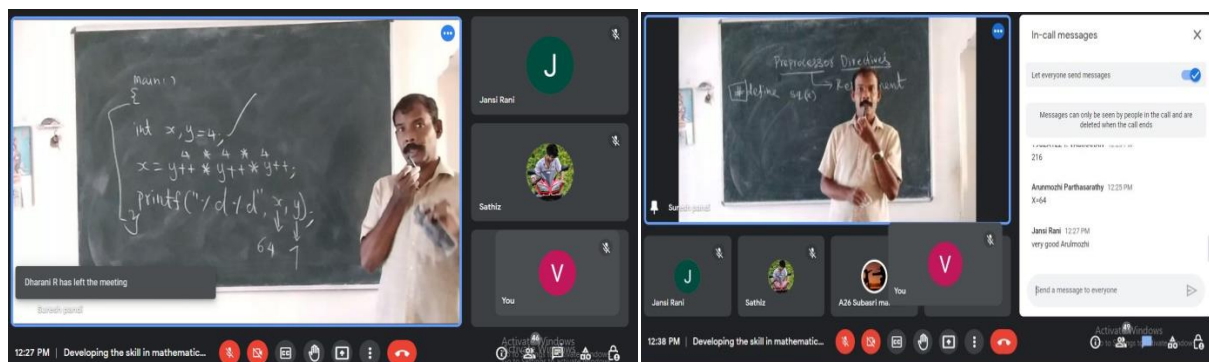 main()
{
int x, y=4;
4 * 4 * 4
x = y++ * y++ * y++;
printf("%d%d", x, y);
}
64 7
Dharani R has left the meeting
Suresh pandi
J
Jansi Rani
Sathiz
V
You
12:27 PM | Developing the skill in mathematic...
Preprocessor Directives
#define sq(x)
Suresh pandi
J
Jansi Rani
Sathiz
A26 Subasri ma.
V
You
12:38 PM | Developing the skill in mathematic...
In-call messages
Let everyone send messages
Messages can only be seen by people in the call and are
deleted when the call ends
216
Arunmozhi Parthasarathy 12:25 PM
X=64
Jansi Rani 12:27 PM
very good Arulmozhi
Send a message to everyone